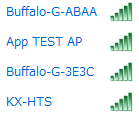 Buffalo-G-ABAA
App TEST AP
Buffalo-G-3E3C
KX-HTS